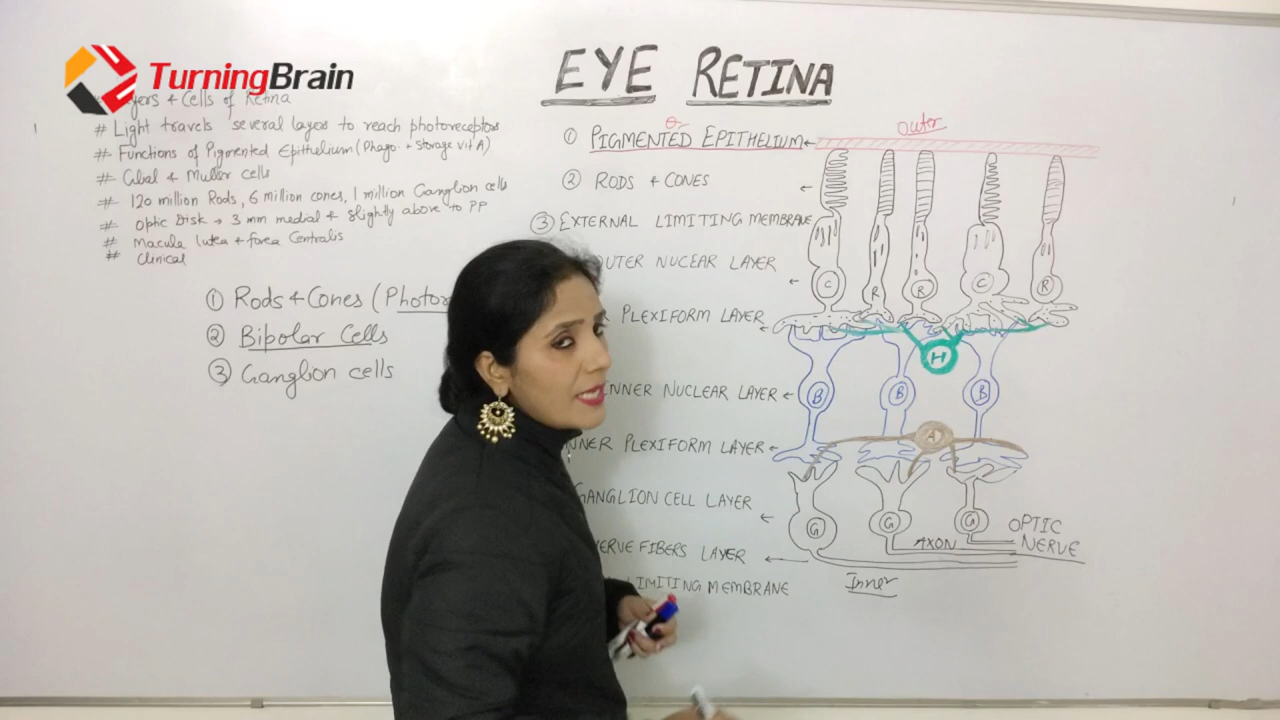 TurningBrain
EYE RETINA
Layers & Cells of Retina
# Light travels several layers to reach photoreceptors
# Functions of Pigmented Epithelium (Phago. + Storage vit A)
# 120 million Rods, 6 million cones, 1 million Ganglion cells
# Optic Disk → 3 mm medial & slightly above to PP
# Macula lutea & fovea Centralis
# Clinical
① Rods & Cones (Photor
② Bipolar Cells
③ Ganglion cells
① PIGMENTED EPITHELIUM
② RODS & CONES
③ EXTERNAL LIMITING MEMBRANE
OUTER NUCEAR LAYER
PLEXIFORM LAYER
INNER NUCLEAR LAYER
INNER PLEXIFORM LAYER
GANGLION CELL LAYER
NERVE FIBERS LAYER
LIMITING MEMBRANE
outer
C R R C R
H
B B B
A
G G G
OPTIC
NERVE
AXON
Inner